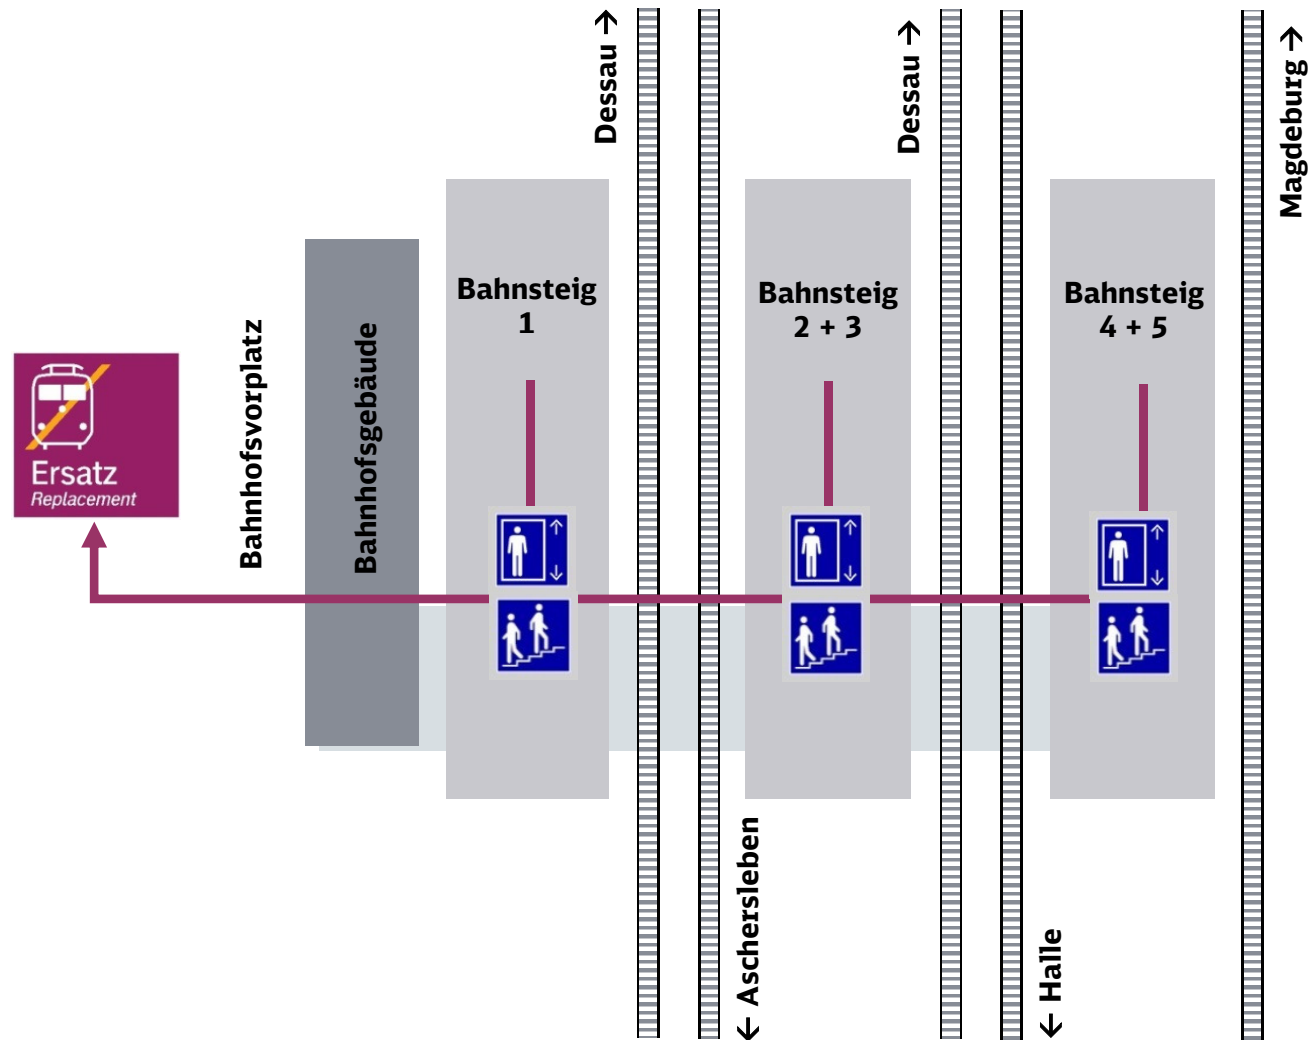 Dessau →
Dessau →
Magdeburg →
Bahnsteig
1
Bahnsteig
2 + 3
Bahnsteig
4 + 5
Bahnhofsvorplatz
Bahnhofsgebäude
Ersatz
Replacement
← Aschersleben
← Halle